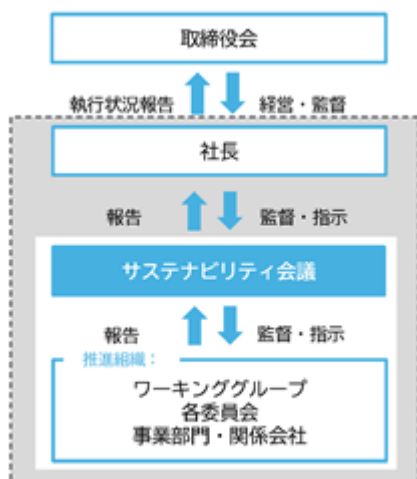 取締役会
執行状況報告 経営・監督
社長
報告 監督・指示
サステナビリティ会議
報告 監督・指示
推進組織：
ワーキンググループ
各委員会
事業部門・関係会社